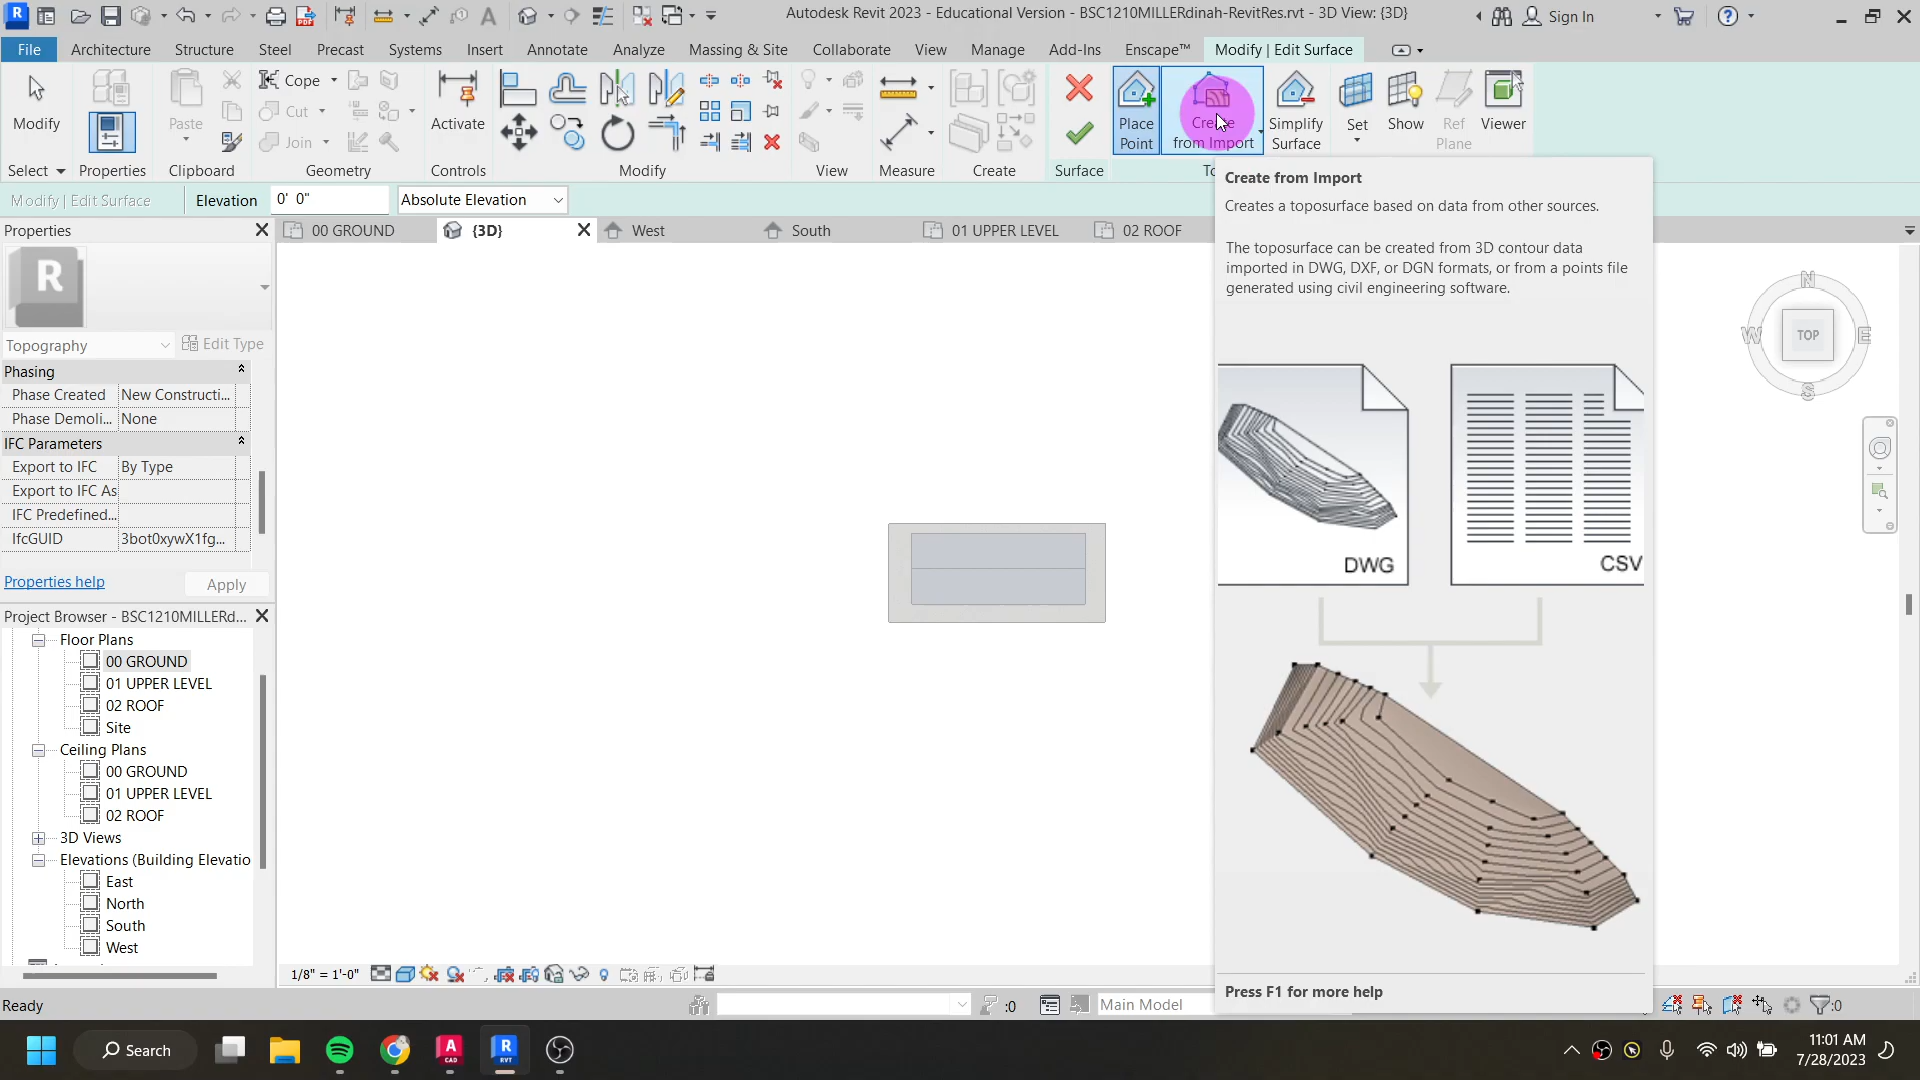 Autodesk Revit 2023 - Educational Version - BSC1210MILLERdinah-RevitRes.rvt - 3D View: {3D}
Sign In
File Architecture Structure Steel Precast Systems Insert Annotate Analyze Massing & Site Collaborate View Manage Add-Ins Enscape™ Modify | Edit Surface
Modify
Paste
Cope
Cut
Join
Activate
Place Point
Create from Import
Simplify Surface
Set
Show
Ref Plane
Viewer
Select Properties Clipboard Geometry Controls Modify View Measure Create Surface To
Modify | Edit Surface Elevation 0' 0" Absolute Elevation
Properties
00 GROUND {3D} West South 01 UPPER LEVEL 02 ROOF
R
Topography Edit Type
Phasing
Phase Created New Constructi...
Phase Demoli... None
IFC Parameters
Export to IFC By Type
Export to IFC As
IFC Predefined...
IfcGUID 3bot0xywX1fg...
Properties help Apply
Project Browser - BSC1210MILLERd...
Floor Plans
00 GROUND
01 UPPER LEVEL
02 ROOF
Site
Ceiling Plans
00 GROUND
01 UPPER LEVEL
02 ROOF
3D Views
Elevations (Building Elevatio
East
North
South
West
Create from Import
Creates a toposurface based on data from other sources.
The toposurface can be created from 3D contour data
imported in DWG, DXF, or DGN formats, or from a points file
generated using civil engineering software.
DWG
CSV
Press F1 for more help
N
W TOP E
S
1/8" = 1'-0"
Ready
:0
Main Model
:0
Search
11:01 AM
7/28/2023